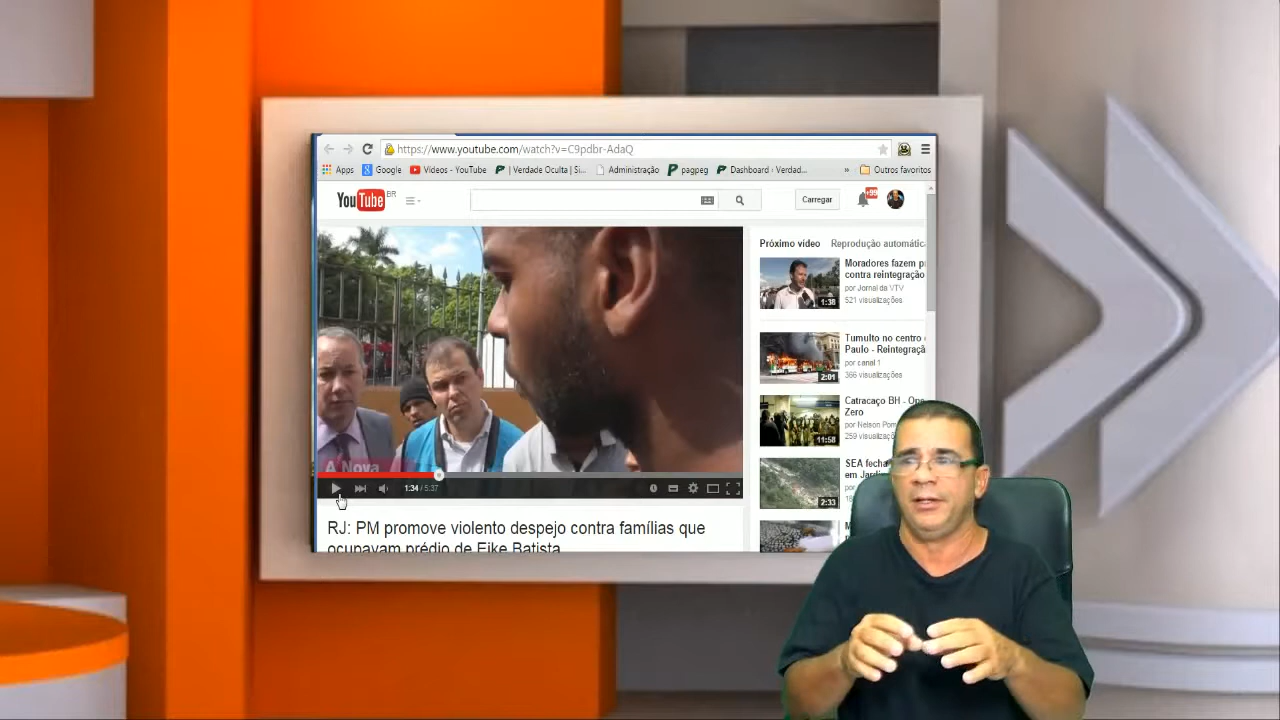 https://www.youtube.com/watch?v=C9pdbr-AdaQ
Apps Google Vídeos - YouTube | Verdade Oculta | Si... Administração pagpeg Dashboard ‹ Verdad... » Outros favoritos
YouTube BR
Carregar
+99
Próximo vídeo Reprodução automátic
Moradores fazem p
contra reintegração
por Jornal da VTV
521 visualizações
1:38
Tumulto no centro
Paulo - Reintegraçã
por canal 1
366 visualizações
2:01
Catracaço BH - Ope
Zero
por Nelson Pom
259 visualizaç
11:58
SEA fecha
em Jard
2:33
A Nova
1:34 / 5:37
RJ: PM promove violento despejo contra famílias que
ocupavam prédio de Eike Batista